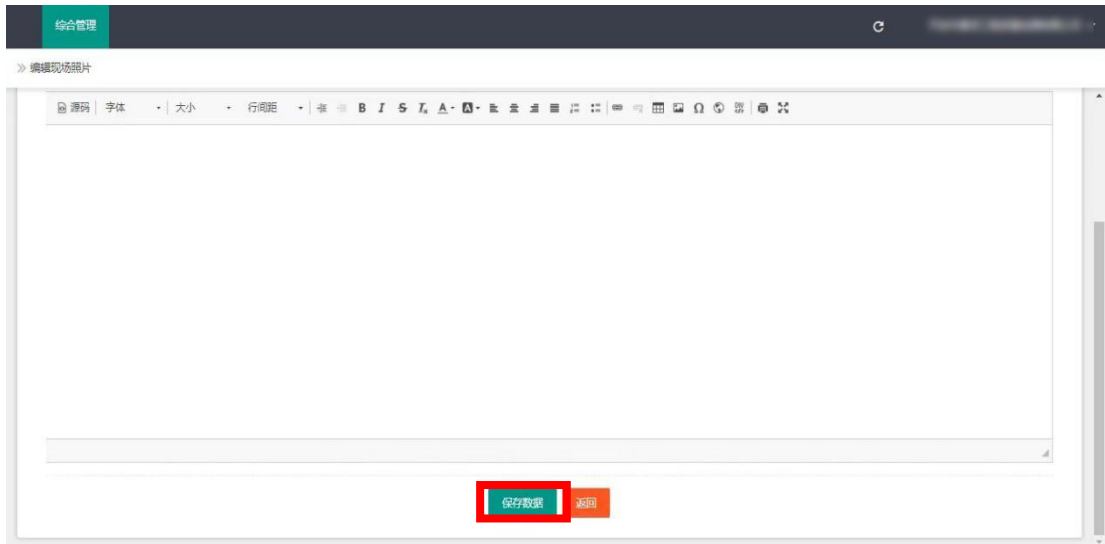 综合管理
编辑现场照片
源码 字体 大小 行间距
保存数据 返回